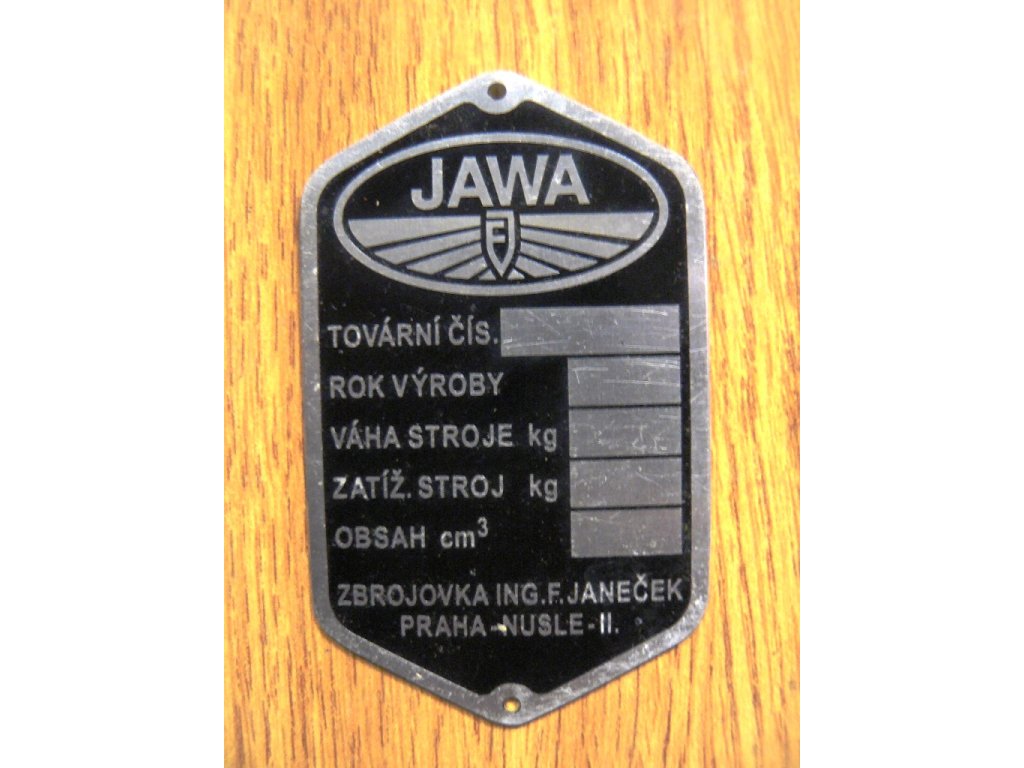 JAWA
TOVÁRNÍ ČÍS.
ROK VÝROBY
VÁHA STROJE kg
ZATÍŽ. STROJ kg
OBSAH cm³
ZBROJOVKA ING.F.JANEČEK
PRAHA-NUSLE-II.